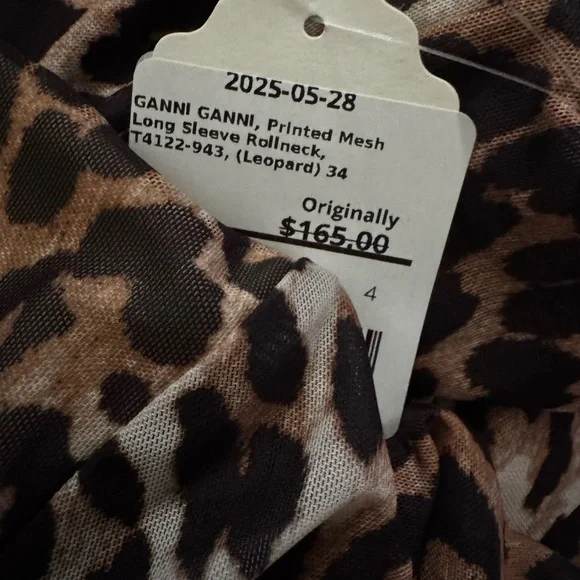 2025-05-28
GANNI GANNI, Printed Mesh
Long Sleeve Rollneck,
T4122-943, (Leopard) 34
Originally
$165.00
4